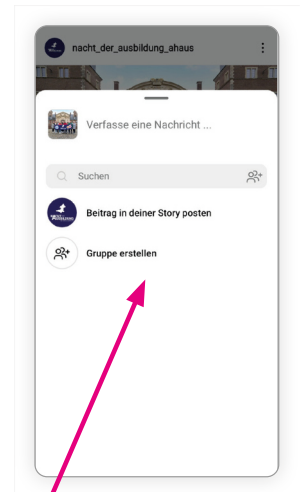 nacht_der_ausbildung_ahaus
Verfasse eine Nachricht ...
Suchen
Beitrag in deiner Story posten
Gruppe erstellen